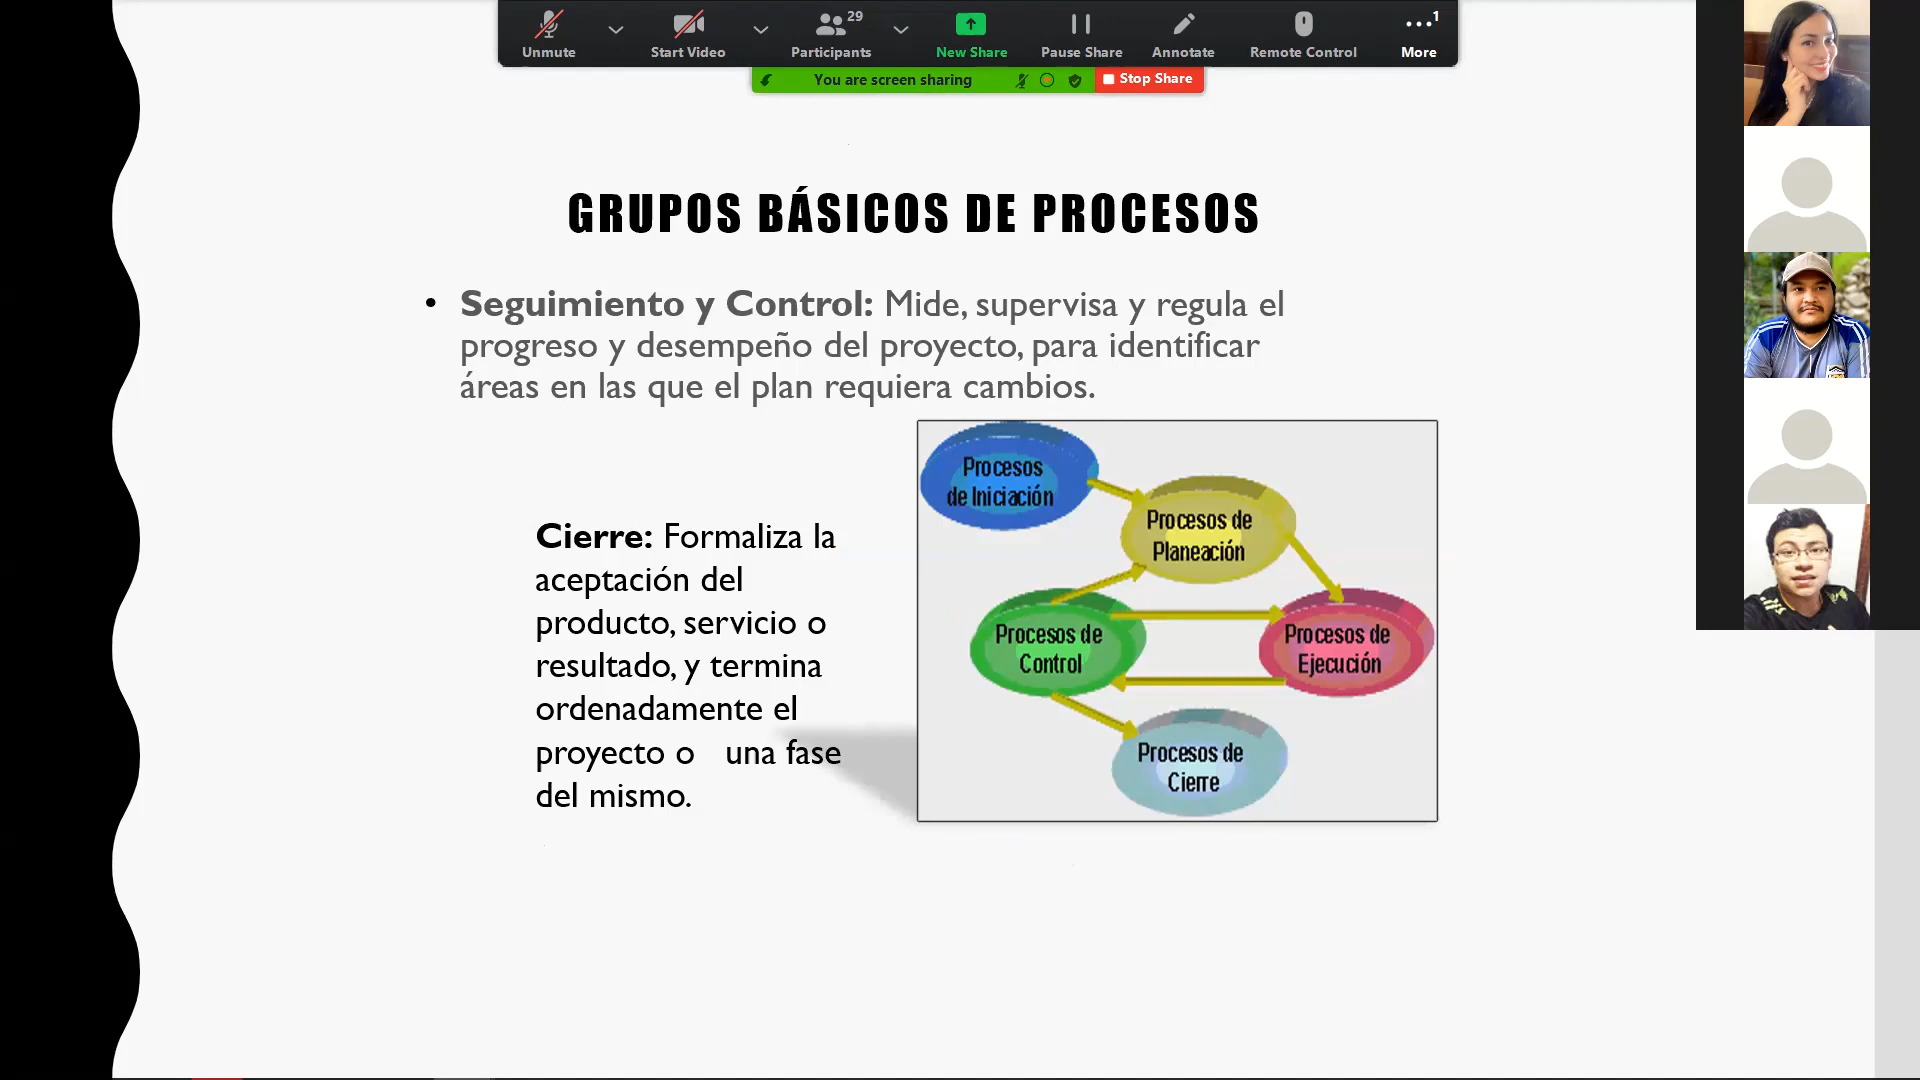 29
1
Unmute
Start Video
Participants
New Share
Pause Share
Annotate
Remote Control
More
You are screen sharing
Stop Share
GRUPOS BÁSICOS DE PROCESOS
• Seguimiento y Control: Mide, supervisa y regula el
progreso y desempeño del proyecto, para identificar
áreas en las que el plan requiera cambios.
Cierre: Formaliza la
aceptación del
producto, servicio o
resultado, y termina
ordenadamente el
proyecto o una fase
del mismo.
Procesos
de Iniciación
Procesos de
Planeación
Procesos de
Control
Procesos de
Ejecución
Procesos de
Cierre